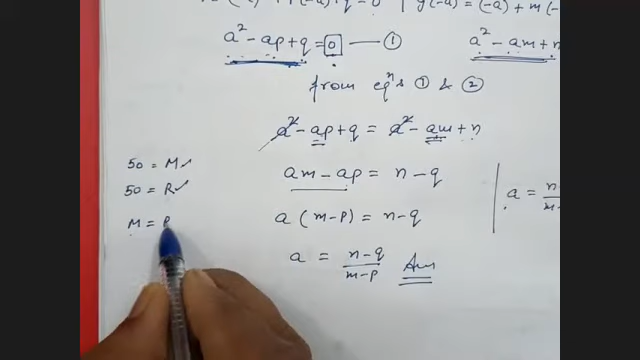 g(-a) = (-a) + m(-
a² - ap + q = 0 — ①
a² - am + n
from eqⁿs ① & ②
a² - ap + q = a² - am + n
50 = M ✓
am - ap = n - q
50 = R ✓
a = n-
a (m-p) = n-q
M =
a = n-q / m-p Ans